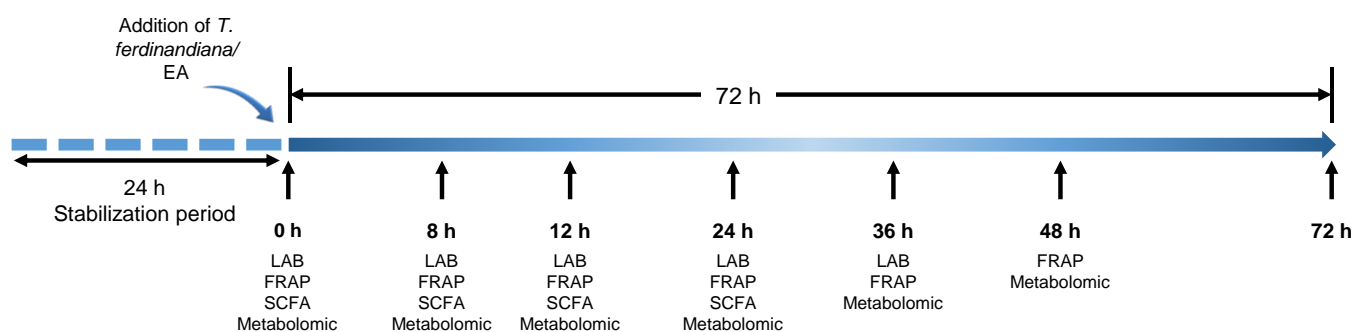 Addition of T.
ferdinandiana/
EA
72 h
24 h
Stabilization period
0 h
LAB
FRAP
SCFA
Metabolomic
8 h
LAB
FRAP
SCFA
Metabolomic
12 h
LAB
FRAP
SCFA
Metabolomic
24 h
LAB
FRAP
SCFA
Metabolomic
36 h
LAB
FRAP
Metabolomic
48 h
FRAP
Metabolomic
72 h